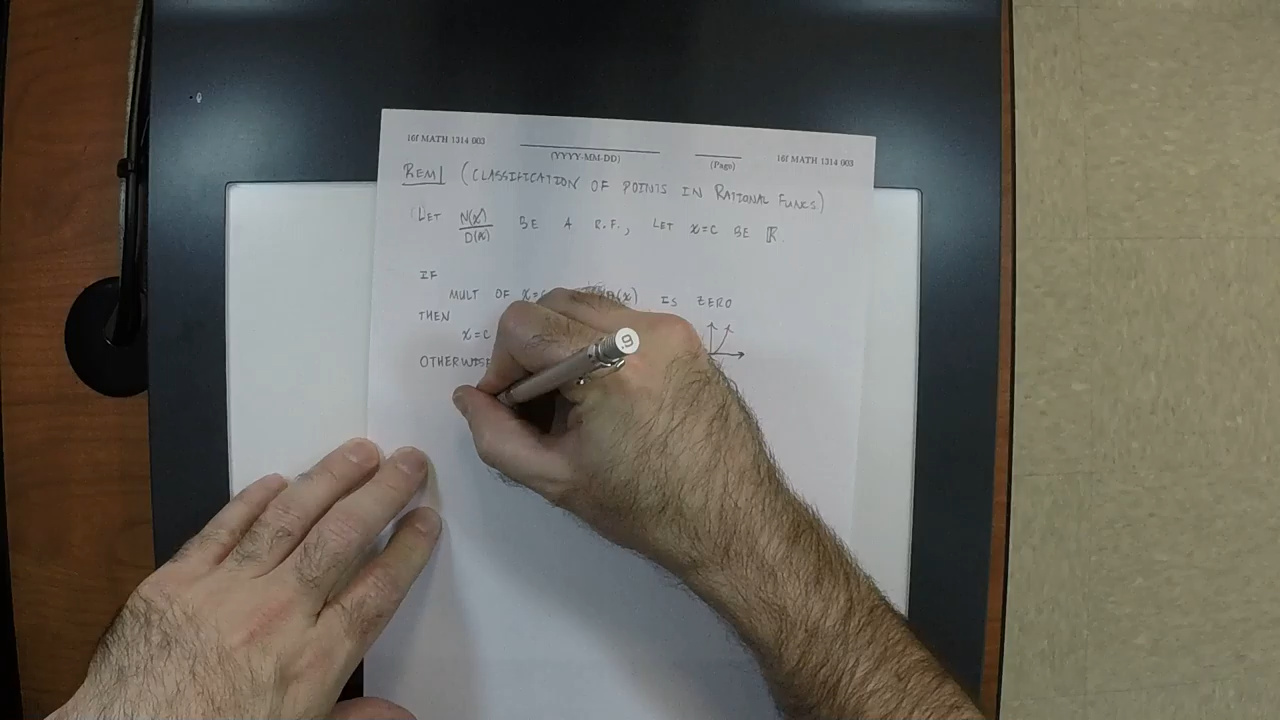 16f MATH 1314 003 (YYYY-MM-DD) (Page) 16f MATH 1314 003
REM (CLASSIFICATION OF POINTS IN RATIONAL FUNCS)
LET N(x)/D(x) BE A R.F., LET x=c BE ℝ.
IF
MULT OF D(x) IS ZERO
THEN
x=c
OTHERWISE